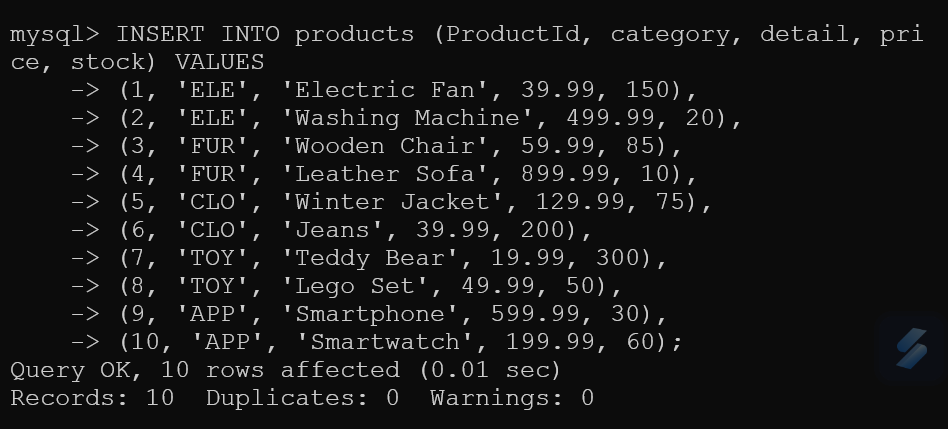 mysql> INSERT INTO products (ProductId, category, detail, pri
ce, stock) VALUES
    -> (1, 'ELE', 'Electric Fan', 39.99, 150),
    -> (2, 'ELE', 'Washing Machine', 499.99, 20),
    -> (3, 'FUR', 'Wooden Chair', 59.99, 85),
    -> (4, 'FUR', 'Leather Sofa', 899.99, 10),
    -> (5, 'CLO', 'Winter Jacket', 129.99, 75),
    -> (6, 'CLO', 'Jeans', 39.99, 200),
    -> (7, 'TOY', 'Teddy Bear', 19.99, 300),
    -> (8, 'TOY', 'Lego Set', 49.99, 50),
    -> (9, 'APP', 'Smartphone', 599.99, 30),
    -> (10, 'APP', 'Smartwatch', 199.99, 60);
Query OK, 10 rows affected (0.01 sec)
Records: 10  Duplicates: 0  Warnings: 0